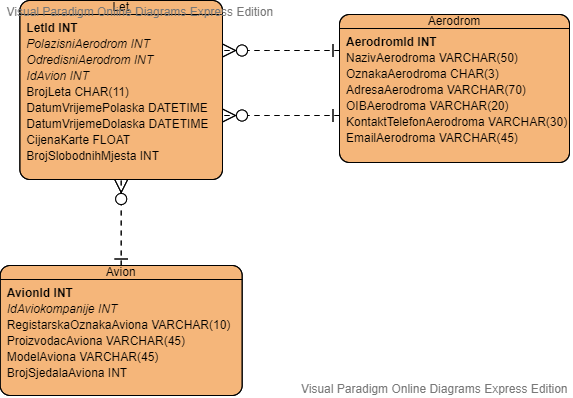 Visual Paradigm Online Diagrams Express Edition
Let
LetId INT
PolazisniAerodrom INT
OdredisniAerodrom INT
IdAvion INT
BrojLeta CHAR(11)
DatumVrijemePolaska DATETIME
DatumVrijemeDolaska DATETIME
CijenaKarte FLOAT
BrojSlobodnihMjesta INT
Aerodrom
AerodromId INT
NazivAerodroma VARCHAR(50)
OznakaAerodroma CHAR(3)
AdresaAerodroma VARCHAR(70)
OIBAerodroma VARCHAR(20)
KontaktTelefonAerodroma VARCHAR(30)
EmailAerodroma VARCHAR(45)
Avion
AvionId INT
IdAviokompanije INT
RegistarskaOznakaAviona VARCHAR(10)
ProizvodacAviona VARCHAR(45)
ModelAviona VARCHAR(45)
BrojSjedalaAviona INT
Visual Paradigm Online Diagrams Express Edition